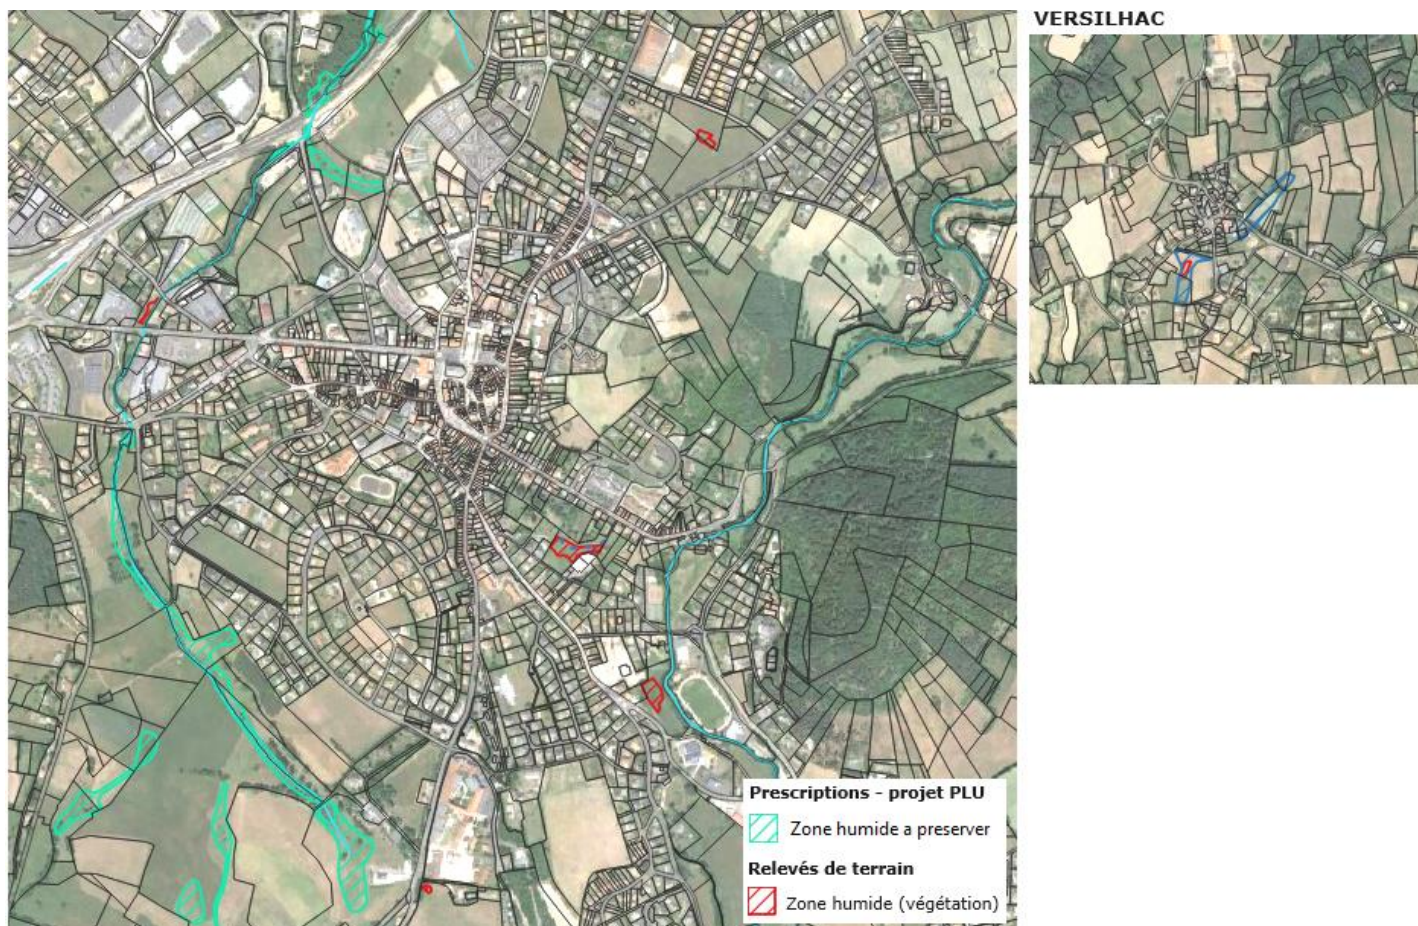 VERSILHAC
Prescriptions - projet PLU
Zone humide a preserver
Relevés de terrain
Zone humide (végétation)